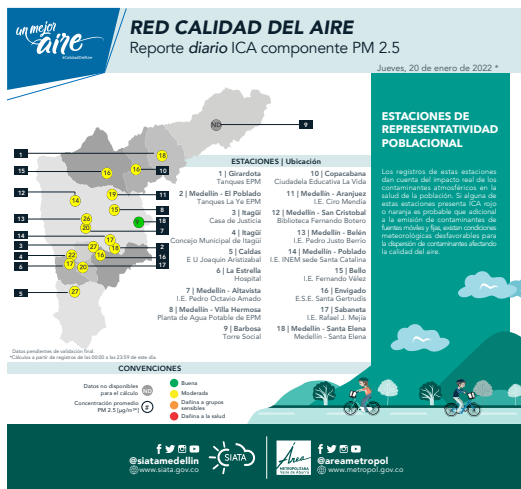 un mejor
aire
#CalidadDelAire
RED CALIDAD DEL AIRE
Reporte diario ICA componente PM 2.5
Jueves, 20 de enero de 2022 *
ESTACIONES DE
REPRESENTATIVIDAD
POBLACIONAL
Los registros de estas estaciones
dan cuenta del impacto real de los
contaminantes atmosféricos en la
salud de la población. Si alguna de
estas estaciones presenta ICA rojo
o naranja es probable que adicional
a la emisión de contaminantes de
fuentes móviles y fijas, existan condiciones
meteorológicas desfavorables para
la dispersión de contaminantes afectando
la calidad del aire.
ND
9
1
18
15
16
16
10
12
14
19
11
15
8
13
26
18
20
7
14
17
3
27
18
2
4
22
16
16
6
17
20
17
5
27
ESTACIONES | Ubicación
1 | Girardota
Tanques EPM
2 | Medellín - El Poblado
Tanques La Ye EPM
3 | Itagüí
Casa de Justicia
4 | Itagüí
Concejo Municipal de Itagüí
5 | Caldas
E U Joaquín Aristizabal
6 | La Estrella
Hospital
7 | Medellín - Altavista
I.E. Pedro Octavio Amado
8 | Medellín - Villa Hermosa
Planta de Agua Potable de EPM
9 | Barbosa
Torre Social
10 | Copacabana
Ciudadela Educativa La Vida
11 | Medellín - Aranjuez
I.E. Ciro Mendía
12 | Medellín - San Cristobal
Biblioteca Fernando Botero
13 | Medellín - Belén
I.E. Pedro Justo Berrio
14 | Medellín - Poblado
I.E. INEM sede Santa Catalina
15 | Bello
I.E. Fernando Vélez
16 | Envigado
E.S.E. Santa Gertrudis
17 | Sabaneta
I.E. Rafael J. Mejía
18 | Medellín - Santa Elena
Medellín - Santa Elena
Datos pendientes de validación final.
*Cálculos a partir de registros de las 00:00 a las 23:59 de este día.
CONVENCIONES
Datos no disponibles
para el cálculo
ND
Concentración promedio
PM 2.5 [µg/m³*]
#
Buena
Moderada
Dañina a grupos
sensibles
Dañina a la salud
@siatamedellin
www.siata.gov.co
SIATA
Área
METROPOLITANA
Valle de Aburrá
@areametropol
www.metropol.gov.co